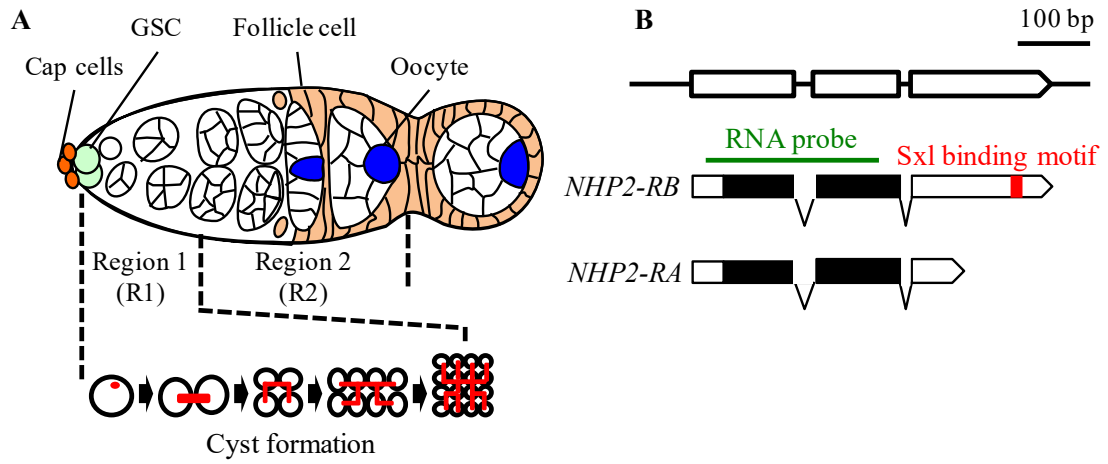 A
GSC
Follicle cell
Cap cells
Oocyte
Region 1
(R1)
Region 2
(R2)
Cyst formation
B
100 bp
RNA probe
Sxl binding motif
NHP2-RB
NHP2-RA